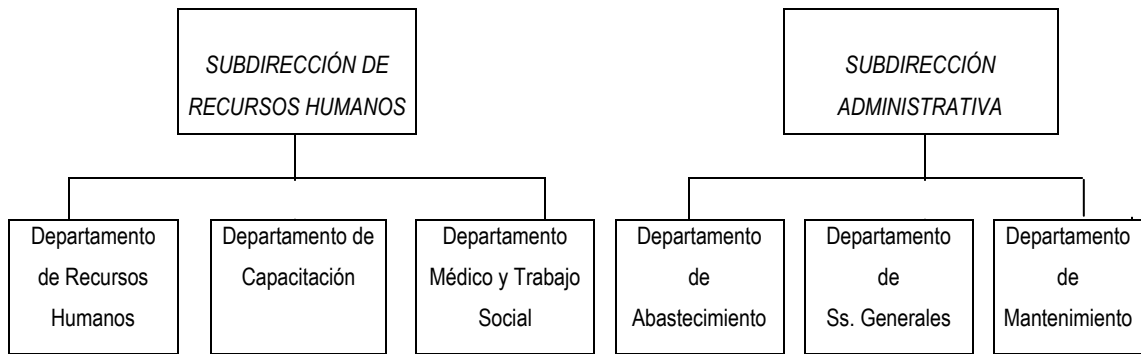 SUBDIRECCIÓN DE
RECURSOS HUMANOS
SUBDIRECCIÓN
ADMINISTRATIVA
Departamento
de Recursos
Humanos
Departamento de
Capacitación
Departamento
Médico y Trabajo
Social
Departamento
de
Abastecimiento
Departamento
de
Ss. Generales
Departamento
de
Mantenimiento